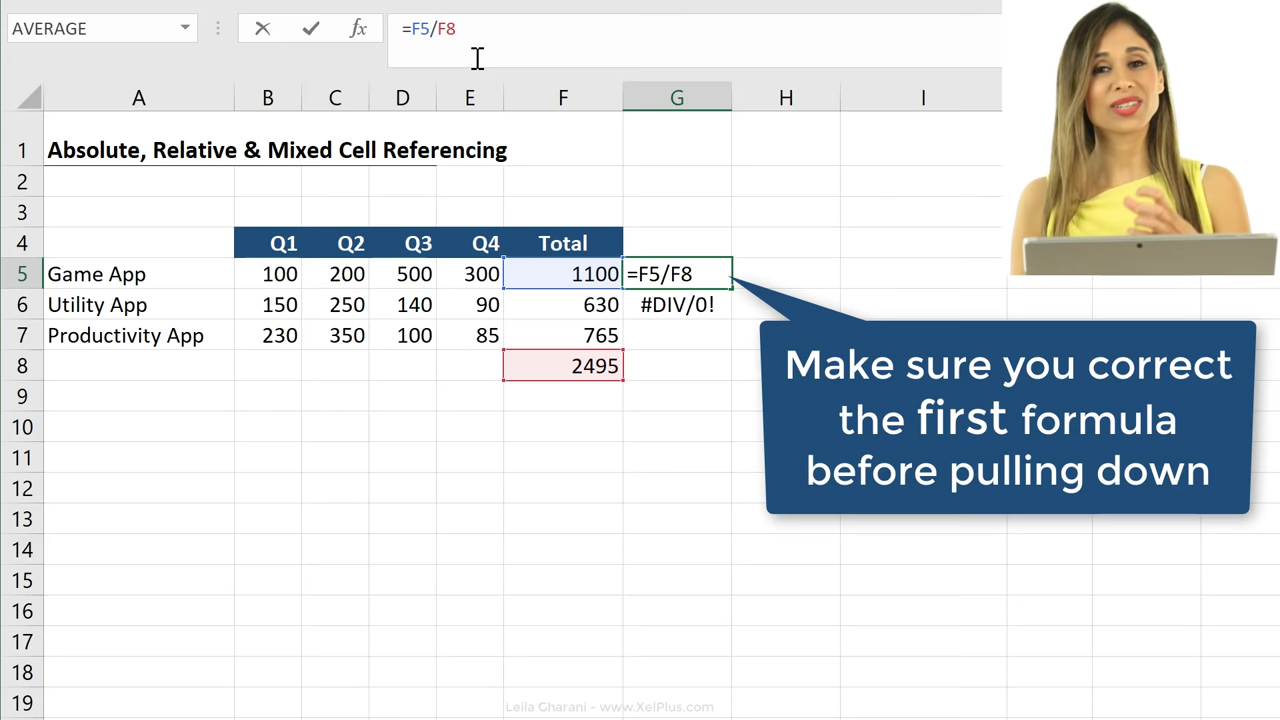 AVERAGE fx =F5/F8
A B C D E F G H I
1 Absolute, Relative & Mixed Cell Referencing
2
3
4 Q1 Q2 Q3 Q4 Total
5 Game App 100 200 500 300 1100 =F5/F8
6 Utility App 150 250 140 90 630 #DIV/0!
7 Productivity App 230 350 100 85 765
8 2495
9
10
11
12
13
14
15
16
17
18
19
Make sure you correct
the first formula
before pulling down
Leila Gharani - www.XelPlus.com